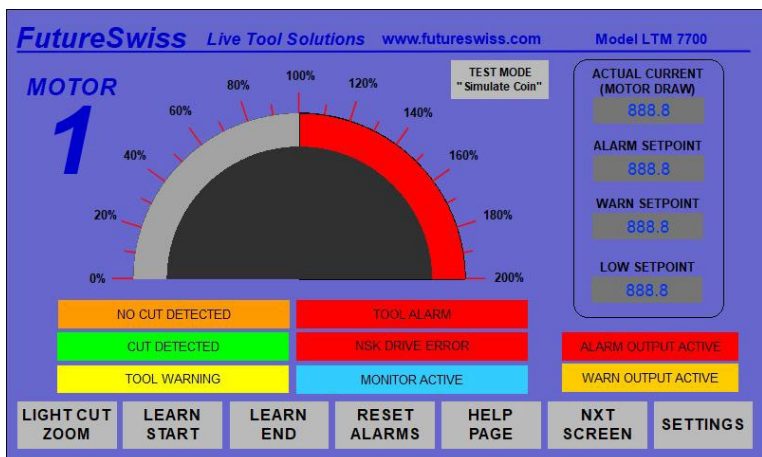 FutureSwiss Live Tool Solutions www.futureswiss.com Model LTM 7700
MOTOR
1
TEST MODE
"Simulate Coin"
0%
20%
40%
60%
80%
100%
120%
140%
160%
180%
200%
ACTUAL CURRENT
(MOTOR DRAW)
888.8
ALARM SETPOINT
888.8
WARN SETPOINT
888.8
LOW SETPOINT
888.8
NO CUT DETECTED
TOOL ALARM
CUT DETECTED
NSK DRIVE ERROR
ALARM OUTPUT ACTIVE
TOOL WARNING
MONITOR ACTIVE
WARN OUTPUT ACTIVE
LIGHT CUT
ZOOM
LEARN
START
LEARN
END
RESET
ALARMS
HELP
PAGE
NXT
SCREEN
SETTINGS